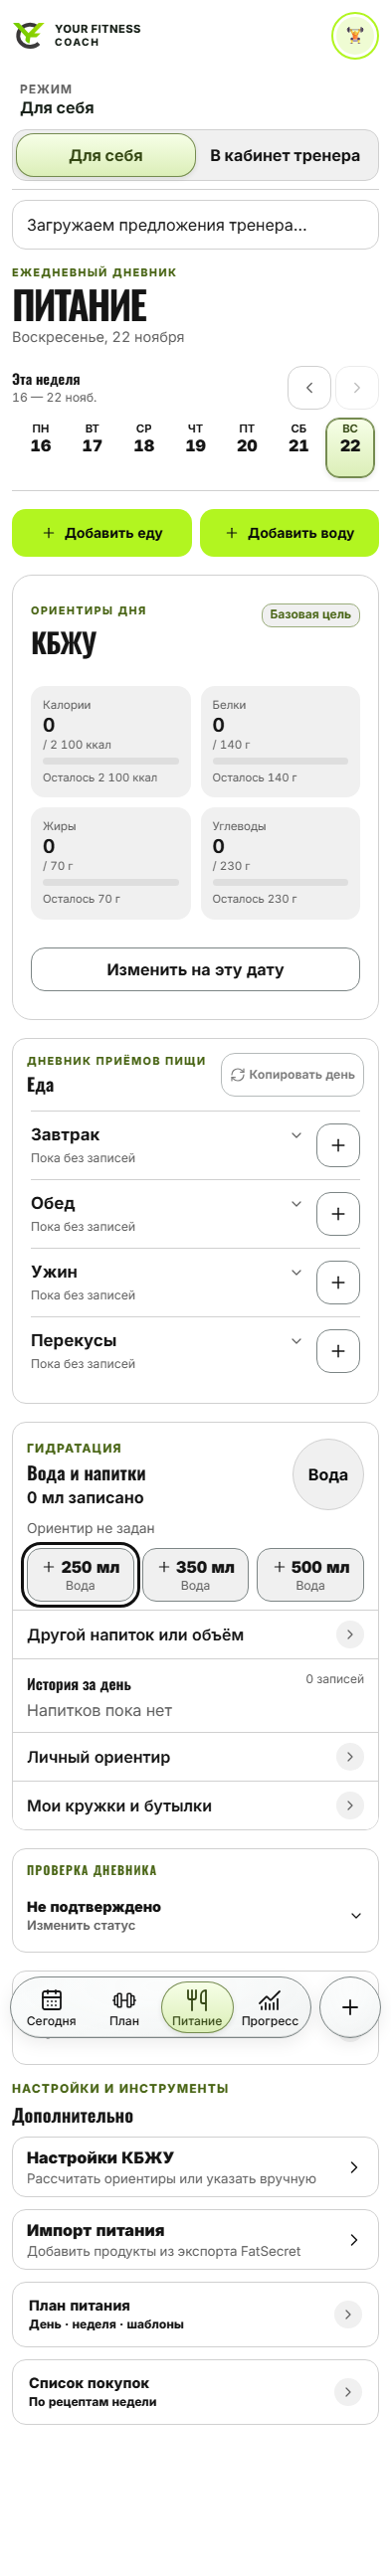 YOUR FITNESS
COACH
РЕЖИМ
Для себя
Для себя
В кабинет тренера
Загружаем предложения тренера...
ЕЖЕДНЕВНЫЙ ДНЕВНИК
ПИТАНИЕ
Воскресенье, 22 ноября
Эта неделя
16 — 22 нояб.
ПН ВТ СР ЧТ ПТ СБ ВС
16 17 18 19 20 21 22
+ Добавить еду
+ Добавить воду
ОРИЕНТИРЫ ДНЯ
Базовая цель
КБЖУ
Калории
0
/ 2 100 ккал
Осталось 2 100 ккал
Белки
0
/ 140 г
Осталось 140 г
Жиры
0
/ 70 г
Осталось 70 г
Углеводы
0
/ 230 г
Осталось 230 г
Изменить на эту дату
ДНЕВНИК ПРИЁМОВ ПИЩИ
Еда
Копировать день
Завтрак
Пока без записей
Обед
Пока без записей
Ужин
Пока без записей
Перекусы
Пока без записей
ГИДРАТАЦИЯ
Вода и напитки
0 мл записано
Вода
Ориентир не задан
+ 250 мл
Вода
+ 350 мл
Вода
+ 500 мл
Вода
Другой напиток или объём
История за день
0 записей
Напитков пока нет
Личный ориентир
Мои кружки и бутылки
ПРОВЕРКА ДНЕВНИКА
Не подтверждено
Изменить статус
Сегодня
План
Питание
Прогресс
НАСТРОЙКИ И ИНСТРУМЕНТЫ
Дополнительно
Настройки КБЖУ
Рассчитать ориентиры или указать вручную
Импорт питания
Добавить продукты из экспорта FatSecret
План питания
День · неделя · шаблоны
Список покупок
По рецептам недели